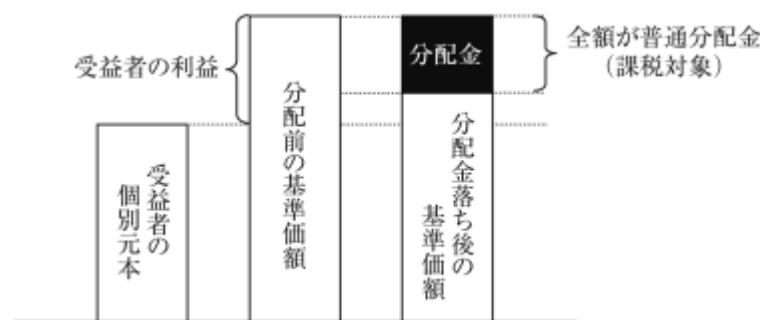 受益者の利益
分配金
全額が普通分配金
（課税対象）
受益者の
個別元本
分配前の基準価額
分配金落ち後の
基準価額